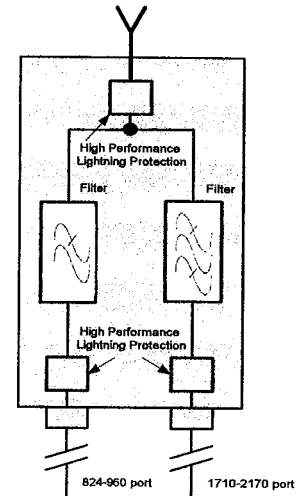 High Performance
Lightning Protection
Filter
Filter
High Performance
Lightning Protection
824-960 port
1710-2170 port